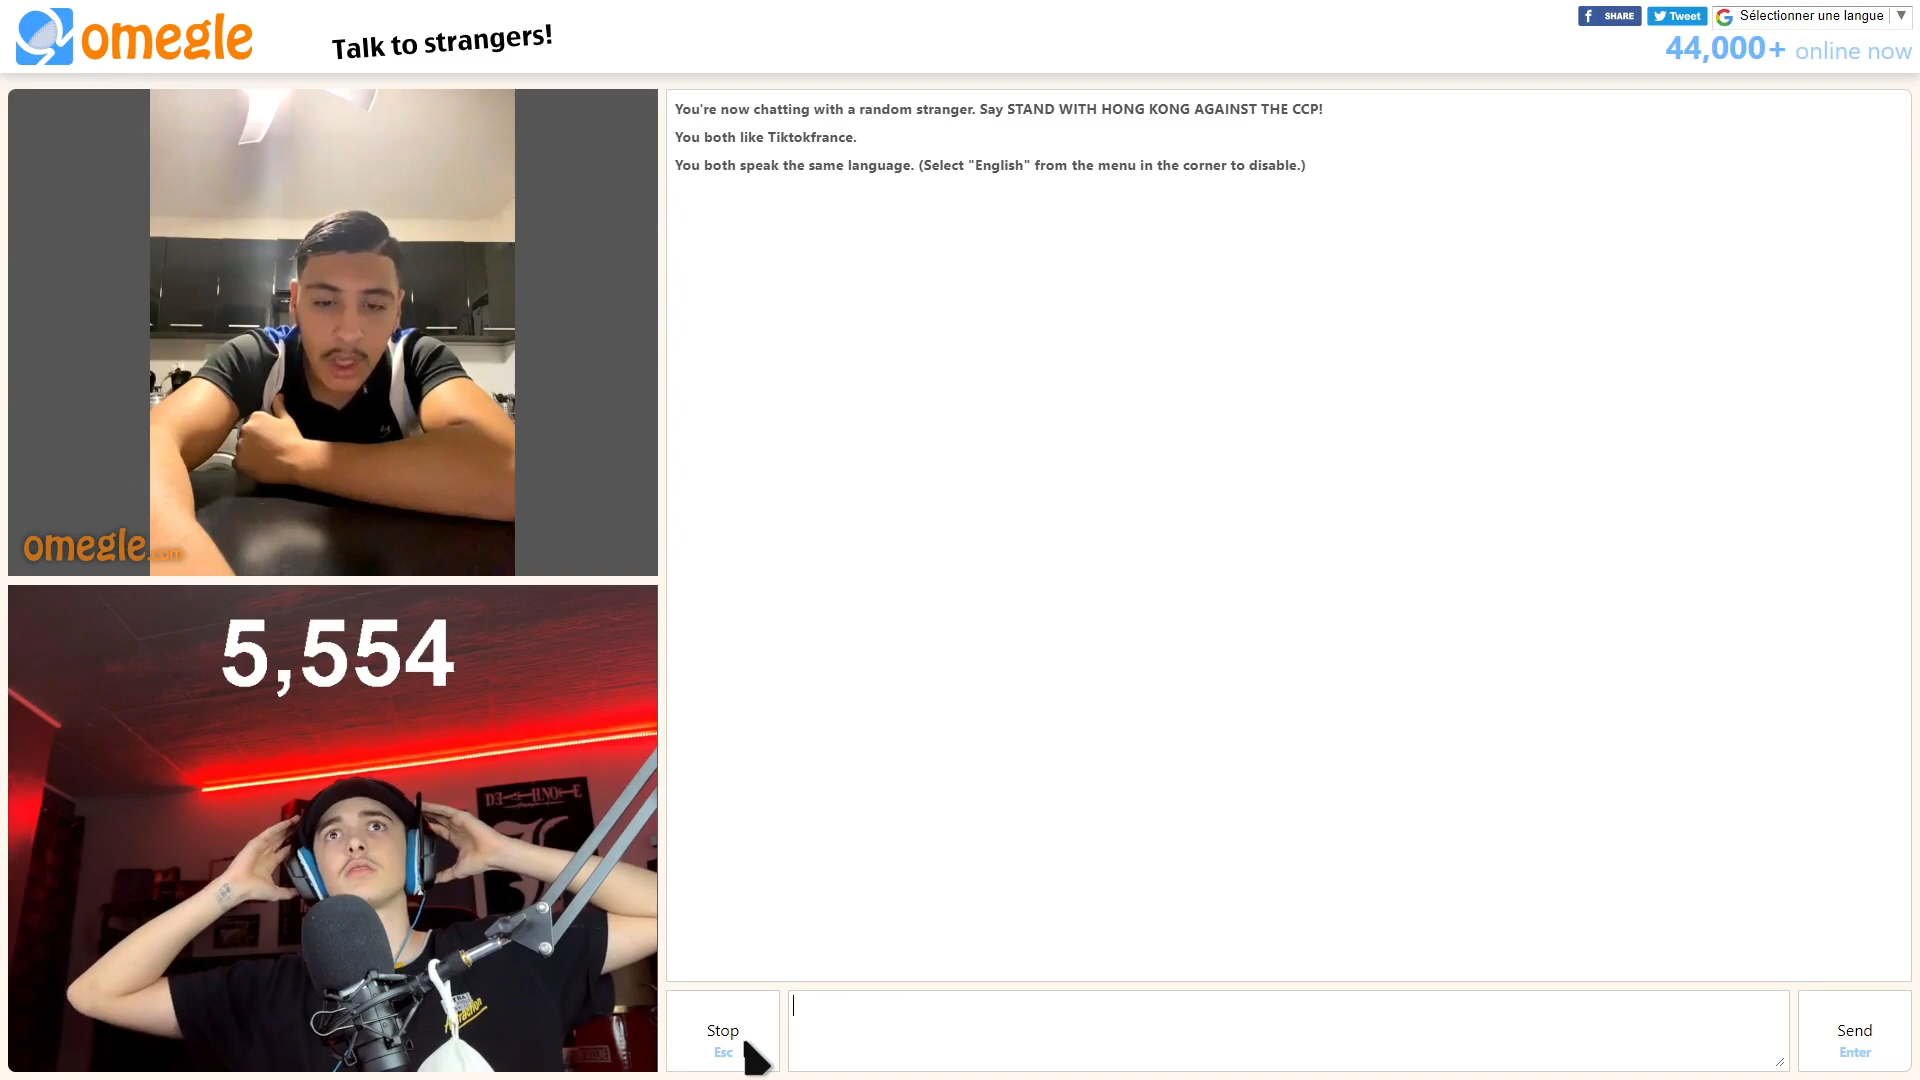 omegle
Talk to strangers!
SHARE
Tweet
Sélectionner une langue
44,000+ online now
You're now chatting with a random stranger. Say STAND WITH HONG KONG AGAINST THE CCP!
You both like Tiktokfrance.
You both speak the same language. (Select "English" from the menu in the corner to disable.)
omegle.com
5,554
DEATH NOTE
Stop
Esc
Send
Enter